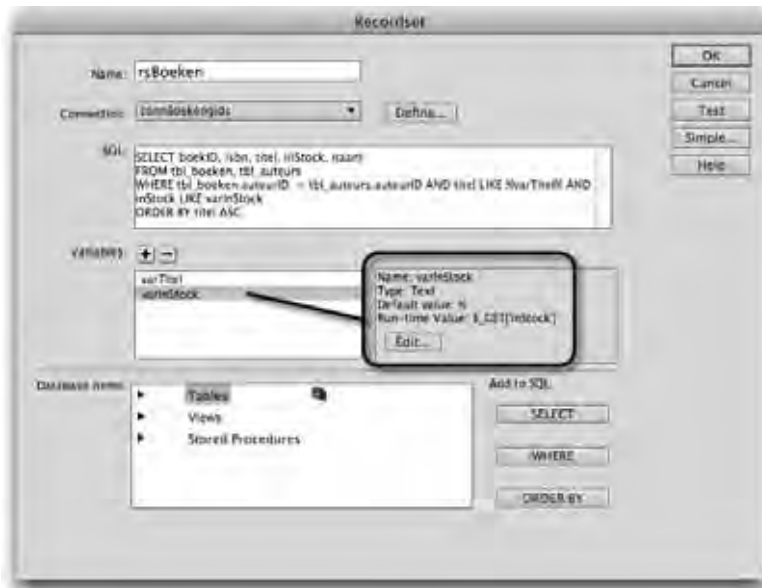 Recordset
Name: rsBoeken
Connection: connBoekengids
Define...
SQL: SELECT boekID, isbn, titel, inStock, naam
FROM tbl_boeken, tbl_auteurs
WHERE tbl_boeken.auteurID = tbl_auteurs.auteurID AND titel LIKE %varTitel% AND
inStock LIKE varInStock
ORDER BY titel ASC
Variables: + −
varTitel
varInStock
Name: varInStock
Type: Text
Default value: %
Run-time Value: $_GET['inStock']
Edit...
Database items:
Tables
Views
Stored Procedures
Add to SQL:
SELECT
WHERE
ORDER BY
OK
Cancel
Test
Simple...
Help